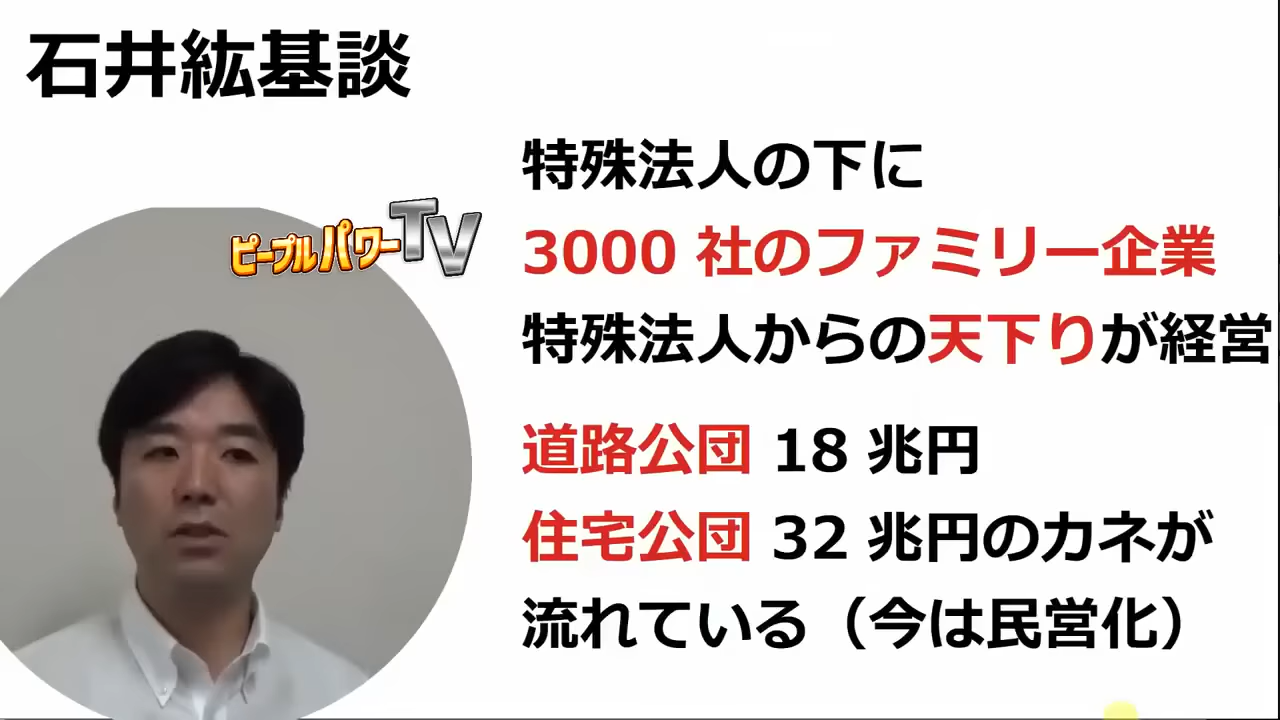 石井紘基談
ピープルパワーTV
特殊法人の下に
3000 社のファミリー企業
特殊法人からの天下りが経営
道路公団 18 兆円
住宅公団 32 兆円のカネが
流れている（今は民営化）